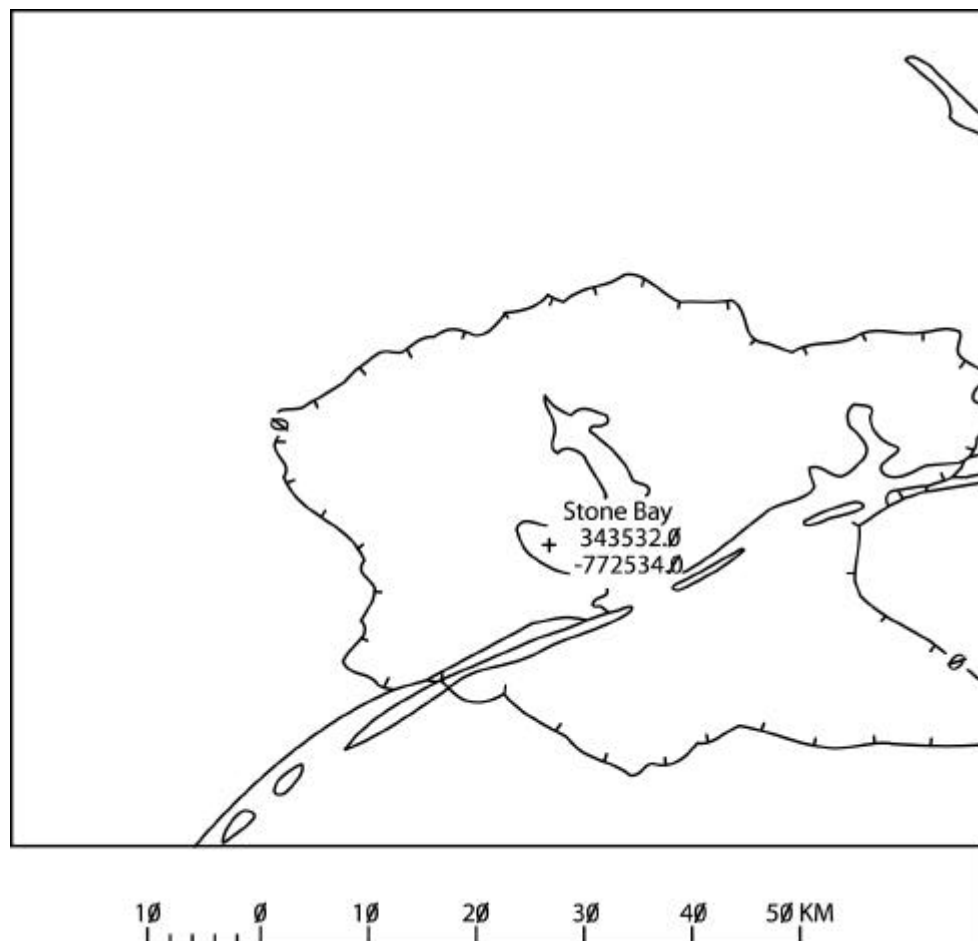 Ø
Stone Bay
343532.Ø
-772534.Ø
Ø
1Ø Ø 1Ø 2Ø 3Ø 4Ø 5Ø KM